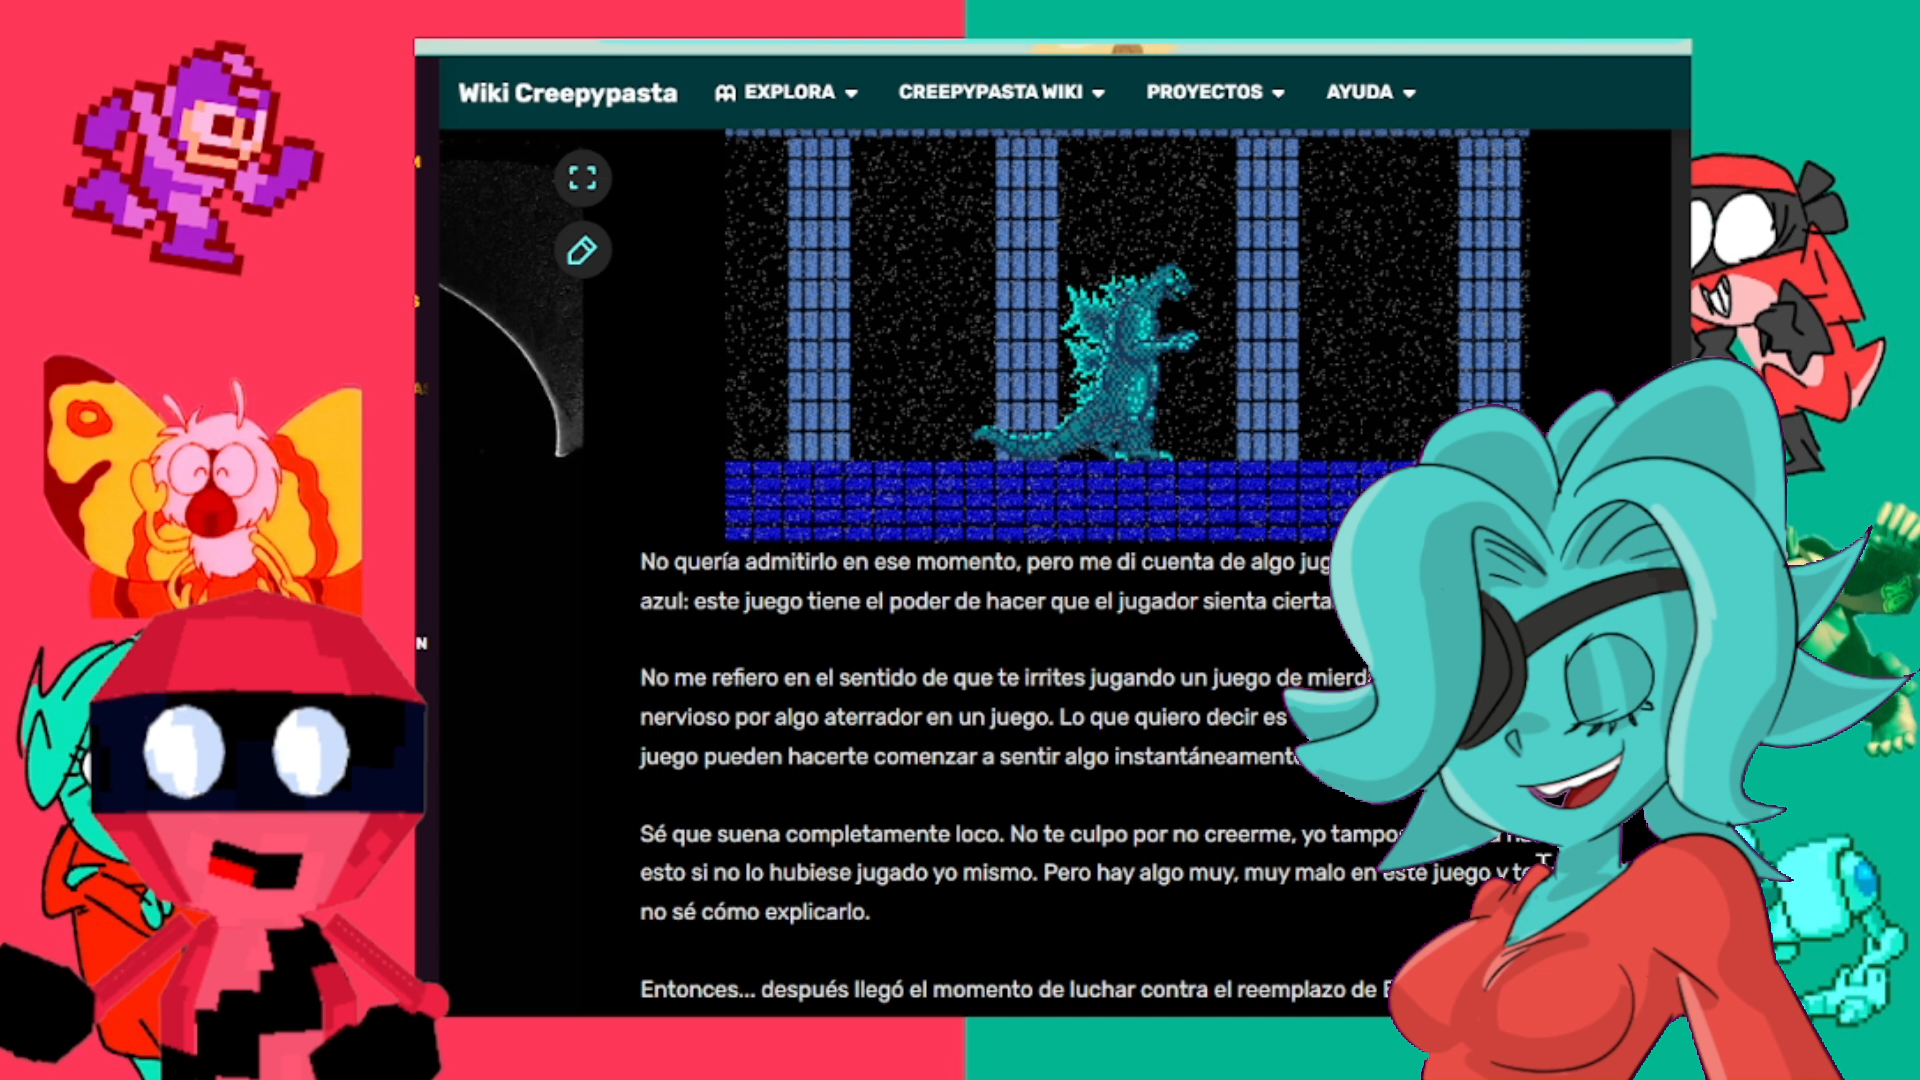 Wiki Creepypasta EXPLORA CREEPYPASTA WIKI PROYECTOS AYUDA
No quería admitirlo en ese momento, pero me di cuenta de algo
azul: este juego tiene el poder de hacer que el jugador sienta
No me refiero en el sentido de que te irrites jugando un juego de
nervioso por algo aterrador en un juego. Lo que quiero decir es
juego pueden hacerte comenzar a sentir algo
N
Sé que suena completamente loco. No te culpo por no creerme, yo
esto si no lo hubiese jugado yo mismo. Pero hay algo muy, muy malo en este juego y
no sé cómo explicarlo.
Entonces... después llegó el momento de luchar contra el reemplazo de